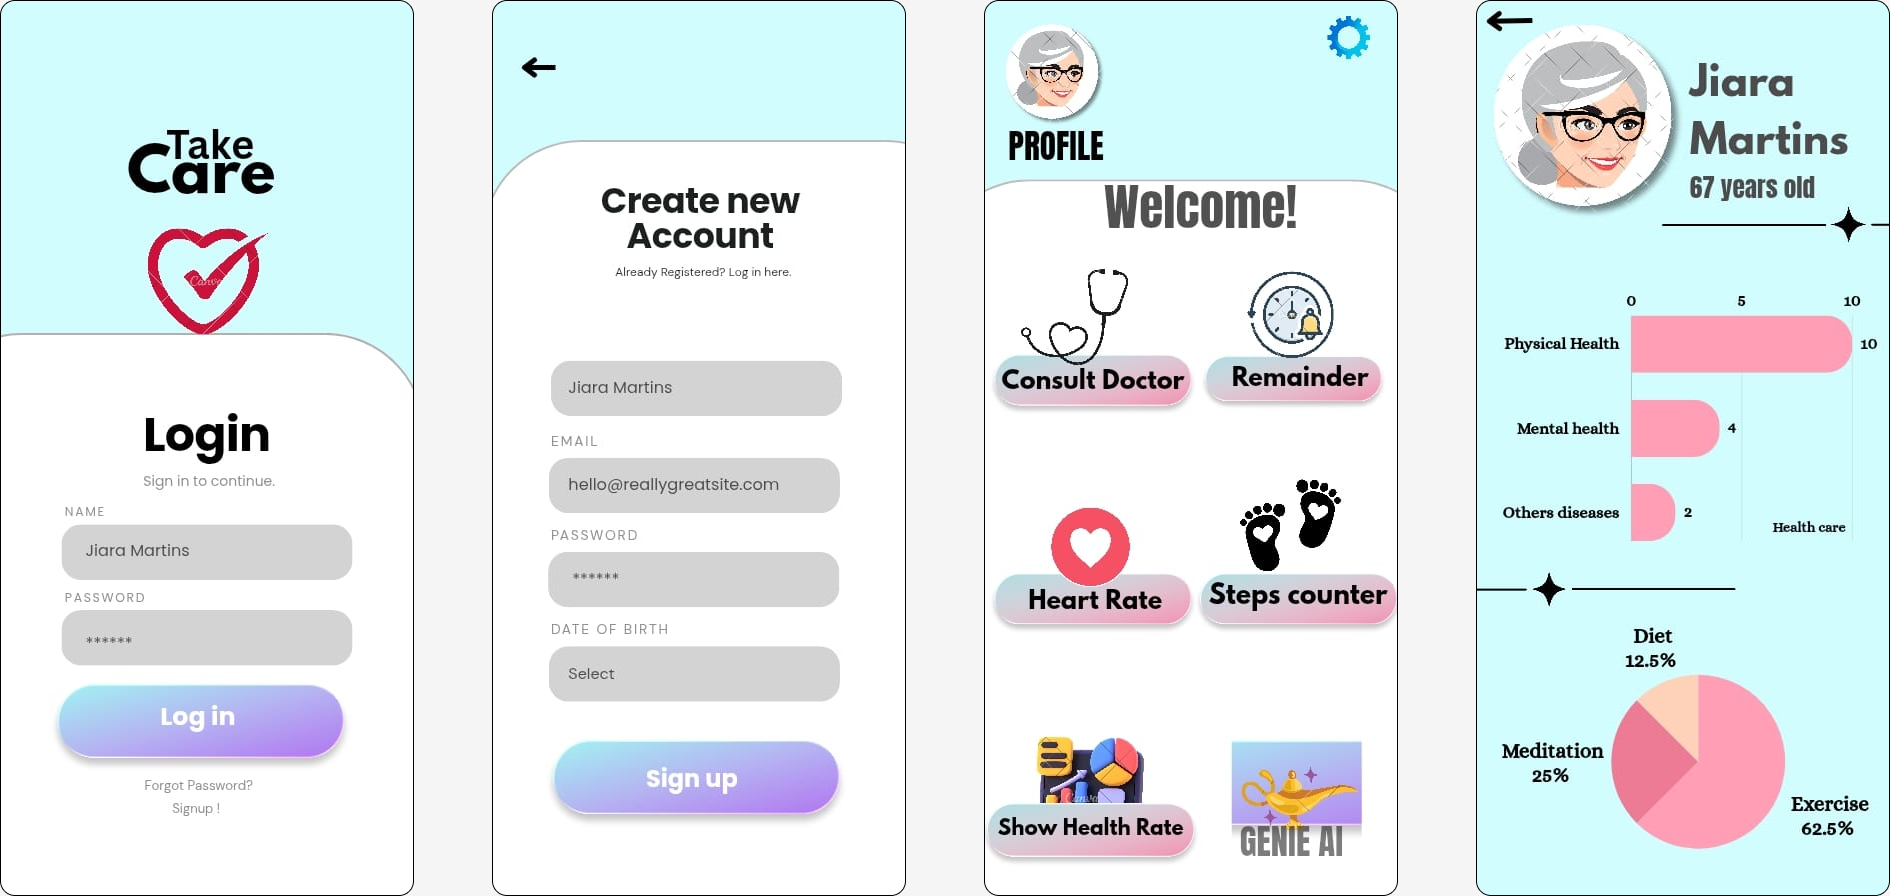 Take
Care
Canva
Login
Sign in to continue.
NAME
Jiara Martins
PASSWORD
******
Log in
Forgot Password?
Signup !
Create new
Account
Already Registered? Log in here.
Jiara Martins
EMAIL
hello@reallygreatsite.com
PASSWORD
******
DATE OF BIRTH
Select
Sign up
PROFILE
Welcome!
Consult Doctor
Remainder
Heart Rate
Steps counter
Canva
Show Health Rate
GENIE AI
Jiara
Martins
67 years old
0 5 10
Physical Health 10
Mental health 4
Others diseases 2
Health care
Diet
12.5%
Meditation
25%
Exercise
62.5%